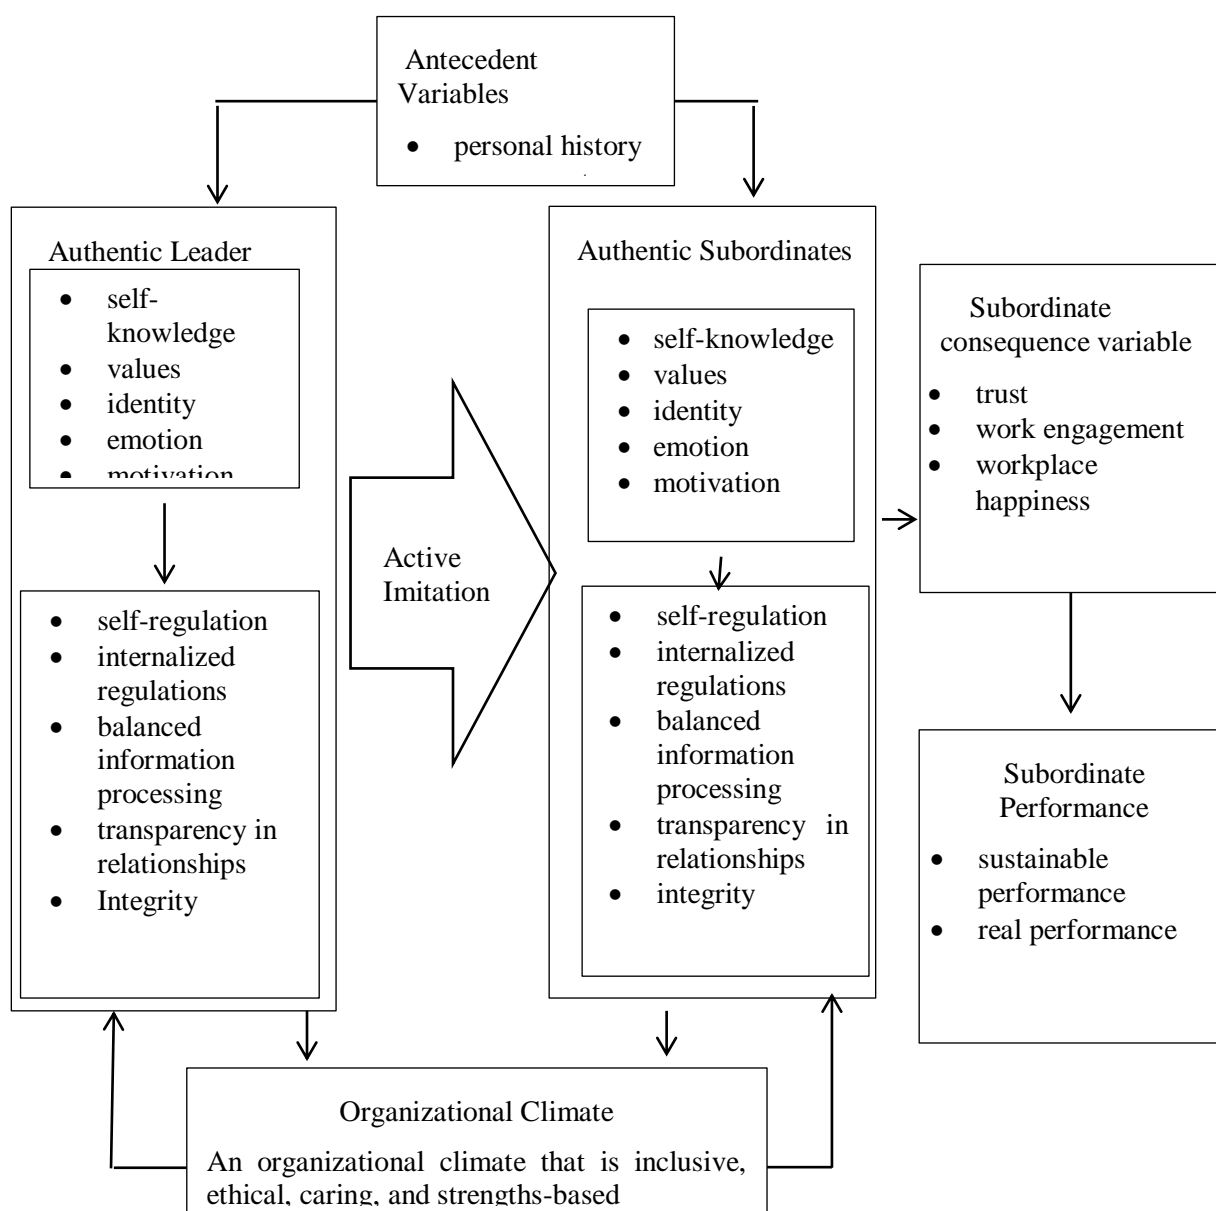 Antecedent
Variables
• personal history
Authentic Leader
• self-
knowledge
• values
• identity
• emotion
• motivation
• self-regulation
• internalized
regulations
• balanced
information
processing
• transparency in
relationships
• Integrity
Active
Imitation
Authentic Subordinates
• self-knowledge
• values
• identity
• emotion
• motivation
• self-regulation
• internalized
regulations
• balanced
information
processing
• transparency in
relationships
• integrity
Subordinate
consequence variable
• trust
• work engagement
• workplace
happiness
Subordinate
Performance
• sustainable
performance
• real performance
Organizational Climate
An organizational climate that is inclusive,
ethical, caring, and strengths-based